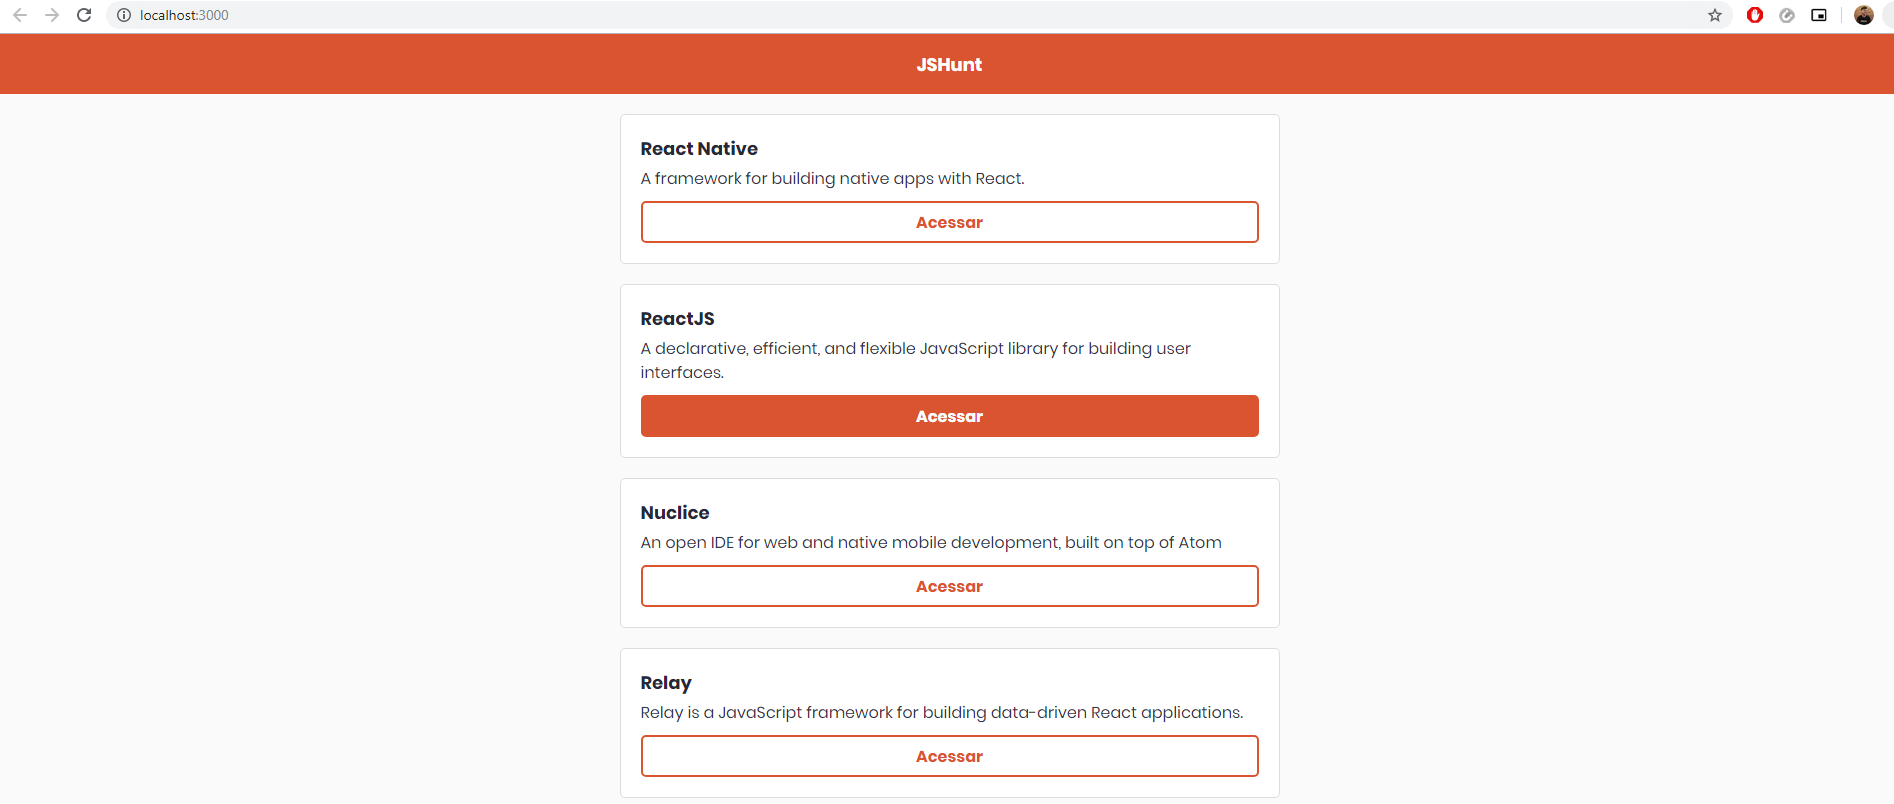 localhost:3000
JSHunt
React Native
A framework for building native apps with React.
Acessar
ReactJS
A declarative, efficient, and flexible JavaScript library for building user
interfaces.
Acessar
Nuclice
An open IDE for web and native mobile development, built on top of Atom
Acessar
Relay
Relay is a JavaScript framework for building data-driven React applications.
Acessar